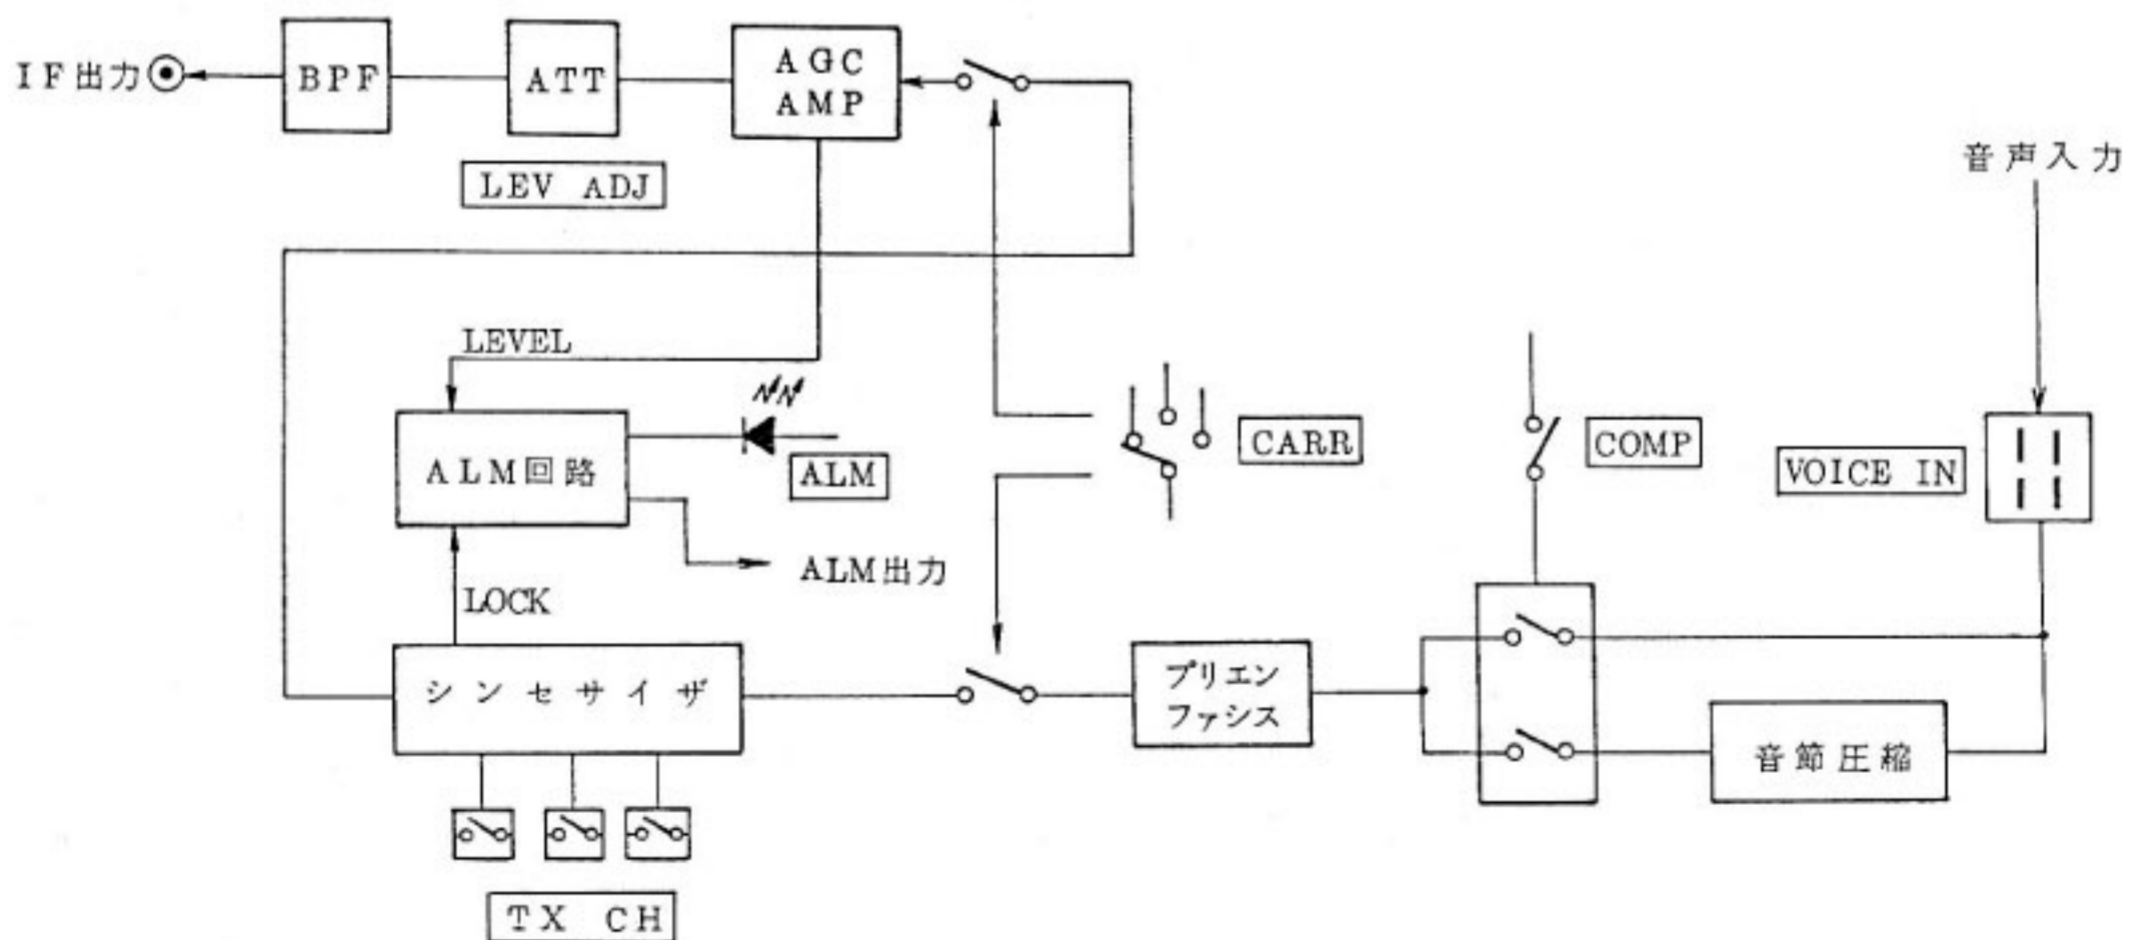 IF出力
BPF
ATT
AGC
AMP
LEV ADJ
音声入力
LEVEL
ALM回路
ALM
ALM出力
CARR
COMP
VOICE IN
LOCK
シンセサイザ
プリエン
ファシス
音節圧縮
TX CH